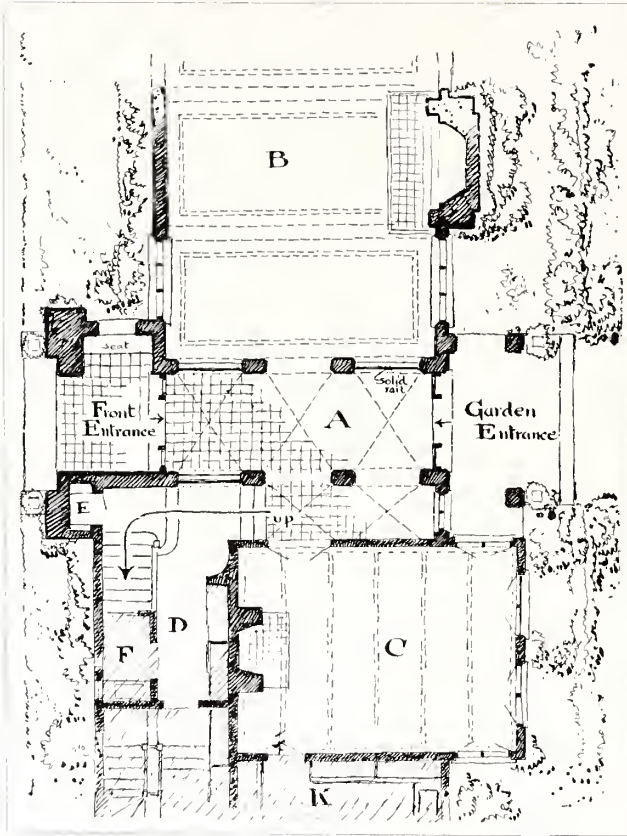 B
seat
Solid
rail
Front
Entrance
A
Garden
Entrance
E
up
D
F
C
K